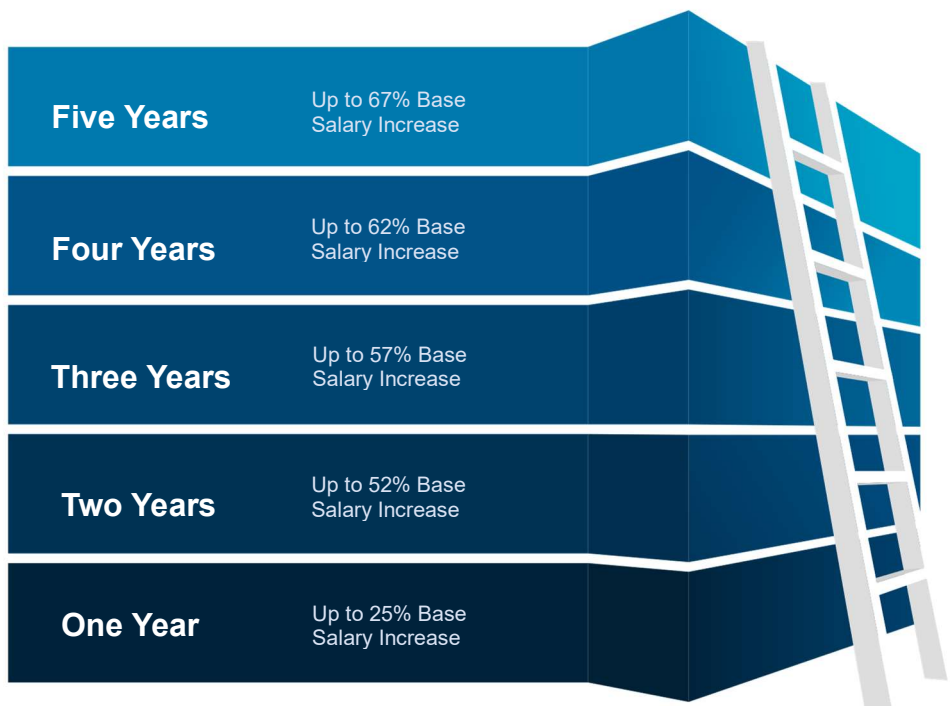 Five Years
Up to 67% Base
Salary Increase
Four Years
Up to 62% Base
Salary Increase
Three Years
Up to 57% Base
Salary Increase
Two Years
Up to 52% Base
Salary Increase
One Year
Up to 25% Base
Salary Increase